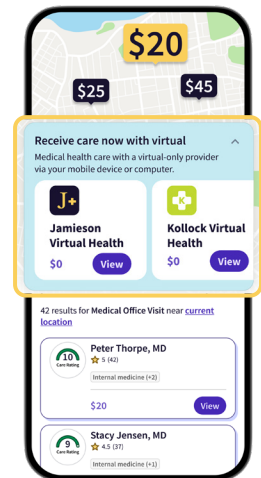 $20
$25
$45
Receive care now with virtual
Medical health care with a virtual-only provider
via your mobile device or computer.
J+
Jamieson
Virtual Health
$0
View
Kollock Virtual
Health
$0
View
42 results for Medical Office Visit near current
location
10
Care Rating
Peter Thorpe, MD
5 (42)
Internal medicine (+2)
$20
View
9
Care Rating
Stacy Jensen, MD
4.5 (37)
Internal medicine (+1)